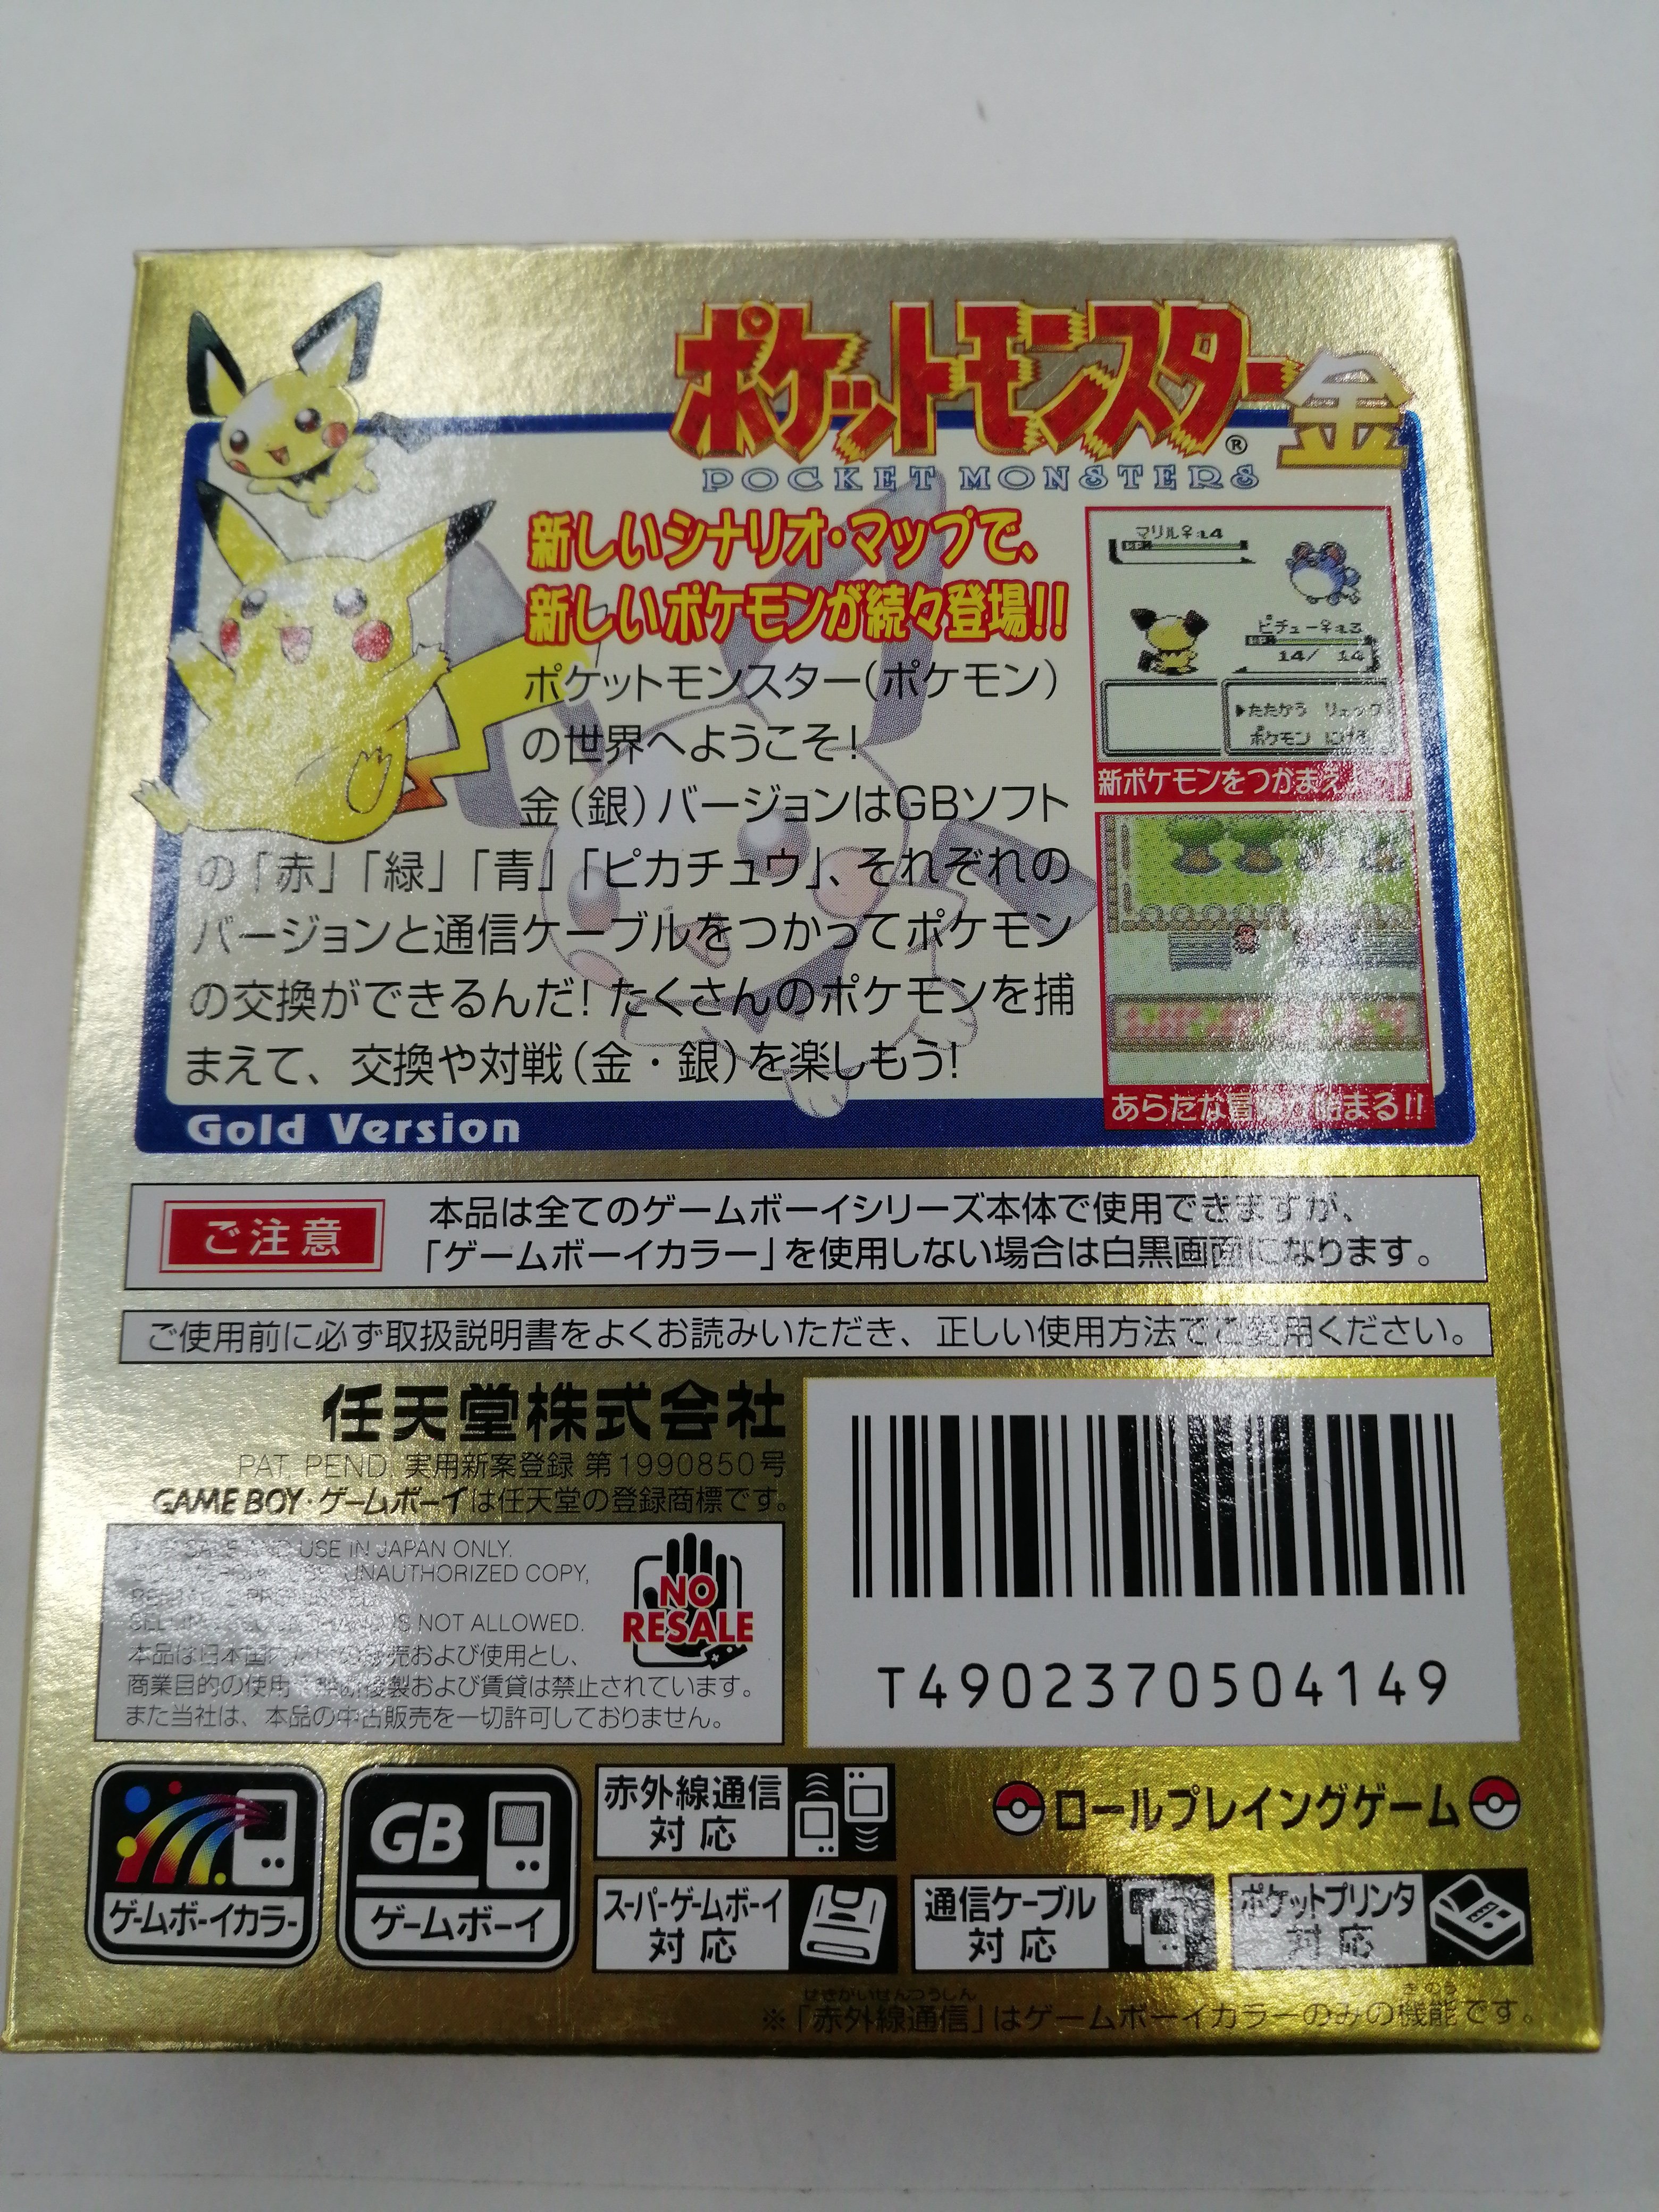 ポケットモンスター金
®
POCKET MONSTERS
新しいシナリオ・マップで、
新しいポケモンが続々登場!!
ポケットモンスター(ポケモン)
の世界へようこそ!
金(銀)バージョンはGBソフト
の「赤」「緑」「青」「ピカチュウ」、それぞれの
バージョンと通信ケーブルをつかってポケモン
の交換ができるんだ! たくさんのポケモンを捕
まえて、交換や対戦(金・銀)を楽しもう!
マリル♀:L4
HP
ピチュー♀:L3
HP
14/ 14
▶たたかう リュック
ポケモン にげる
新ポケモンをつかまえ
あらたな冒険が始まる!!
Gold Version
ご注意
本品は全てのゲームボーイシリーズ本体で使用できますが、
「ゲームボーイカラー」を使用しない場合は白黒画面になります。
ご使用前に必ず取扱説明書をよくお読みいただき、正しい使用方法でご愛用ください。
任天堂株式会社
PAT. PEND. 実用新案登録 第1990850号
GAME BOY・ゲームボーイは任天堂の登録商標です。
USE IN JAPAN ONLY.
UNAUTHORIZED COPY,
IS NOT ALLOWED.
本品は日本国 および使用とし、
商業目的の使用 複製および賃貸は禁止されています。
また当社は、本品の中古販売を一切許可しておりません。
NO
RESALE
T4902370504149
ゲームボーイカラー
GB
ゲームボーイ
赤外線通信
対応
ロールプレイングゲーム
スーパーゲームボーイ
対応
通信ケーブル
対応
ポケットプリンタ
対応
せきがいせんつうしん きのう
※「赤外線通信」はゲームボーイカラーのみの機能です。